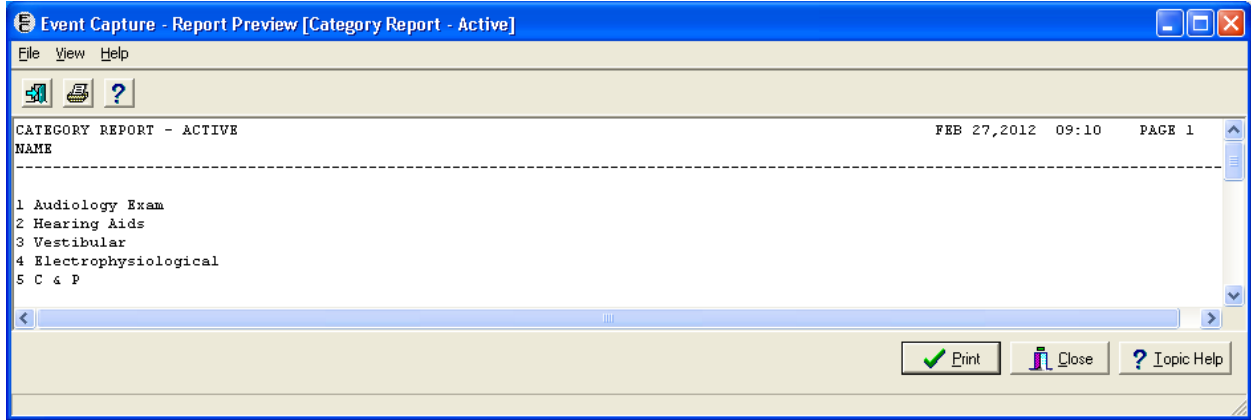 Event Capture - Report Preview [Category Report - Active]
File View Help
CATEGORY REPORT - ACTIVE FEB 27,2012 09:10 PAGE 1
NAME
1 Audiology Exam
2 Hearing Aids
3 Vestibular
4 Electrophysiological
5 C & P
Print Close ? Topic Help